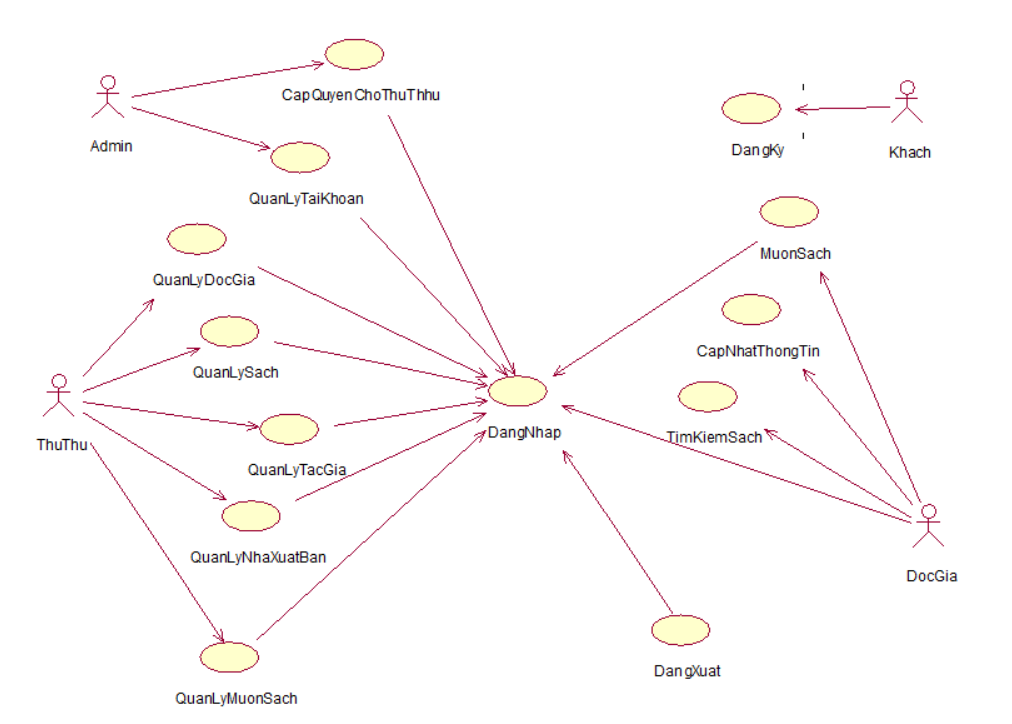 CapQuyenChoThuThhu
Admin
DangKy
Khach
QuanLyTaiKhoan
MuonSach
QuanLyDocGia
CapNhatThongTin
QuanLySach
TimKiemSach
DangNhap
ThuThu
QuanLyTacGia
QuanLyNhaXuatBan
DocGia
DangXuat
QuanLyMuonSach